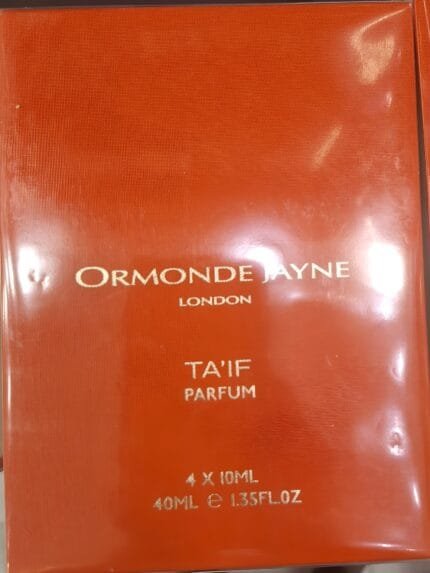 ORMONDE JAYNE
LONDON
TA'IF
PARFUM
4 X 10ML
40ML ℮ 1.35FL.OZ